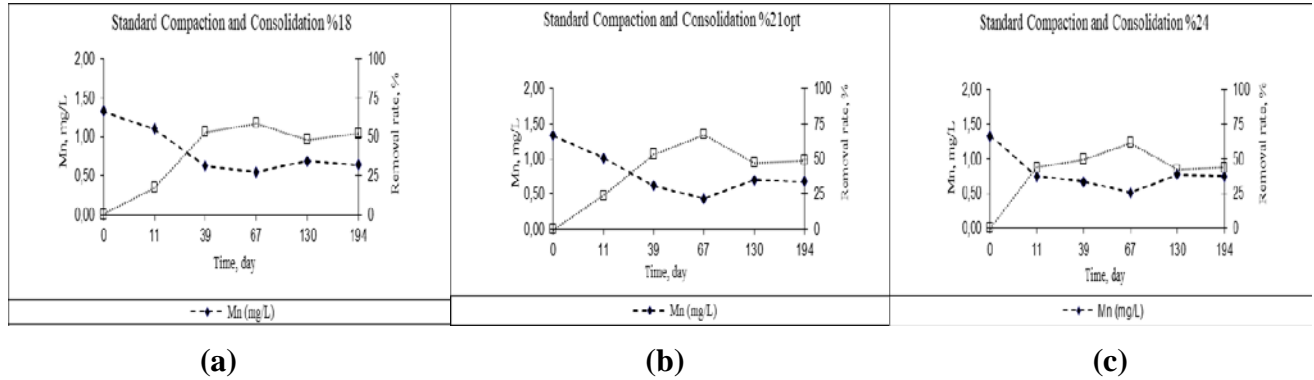 Standard Compaction and Consolidation %18
2,00
1,50
1,00
0,50
0,00
Mn, mg/L
100
75
50
25
0
Removal rate, %
0 11 39 67 130 194
Time, day
Mn (mg/L)
(a)
Standard Compaction and Consolidation %21opt
2,00
1,50
1,00
0,50
0,00
Mn, mg/L
100
75
50
25
0
Removal rate, %
0 11 39 67 130 194
Time, day
Mn (mg/L)
(b)
Standard Compaction and Consolidation %24
2,00
1,50
1,00
0,50
0,00
Mn, mg/L
100
75
50
25
0
Removal rate, %
0 11 39 67 130 194
Time, day
Mn (mg/L)
(c)